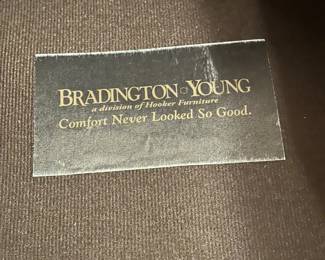 BRADINGTON YOUNG
a division of Hooker Furniture
Comfort Never Looked So Good.